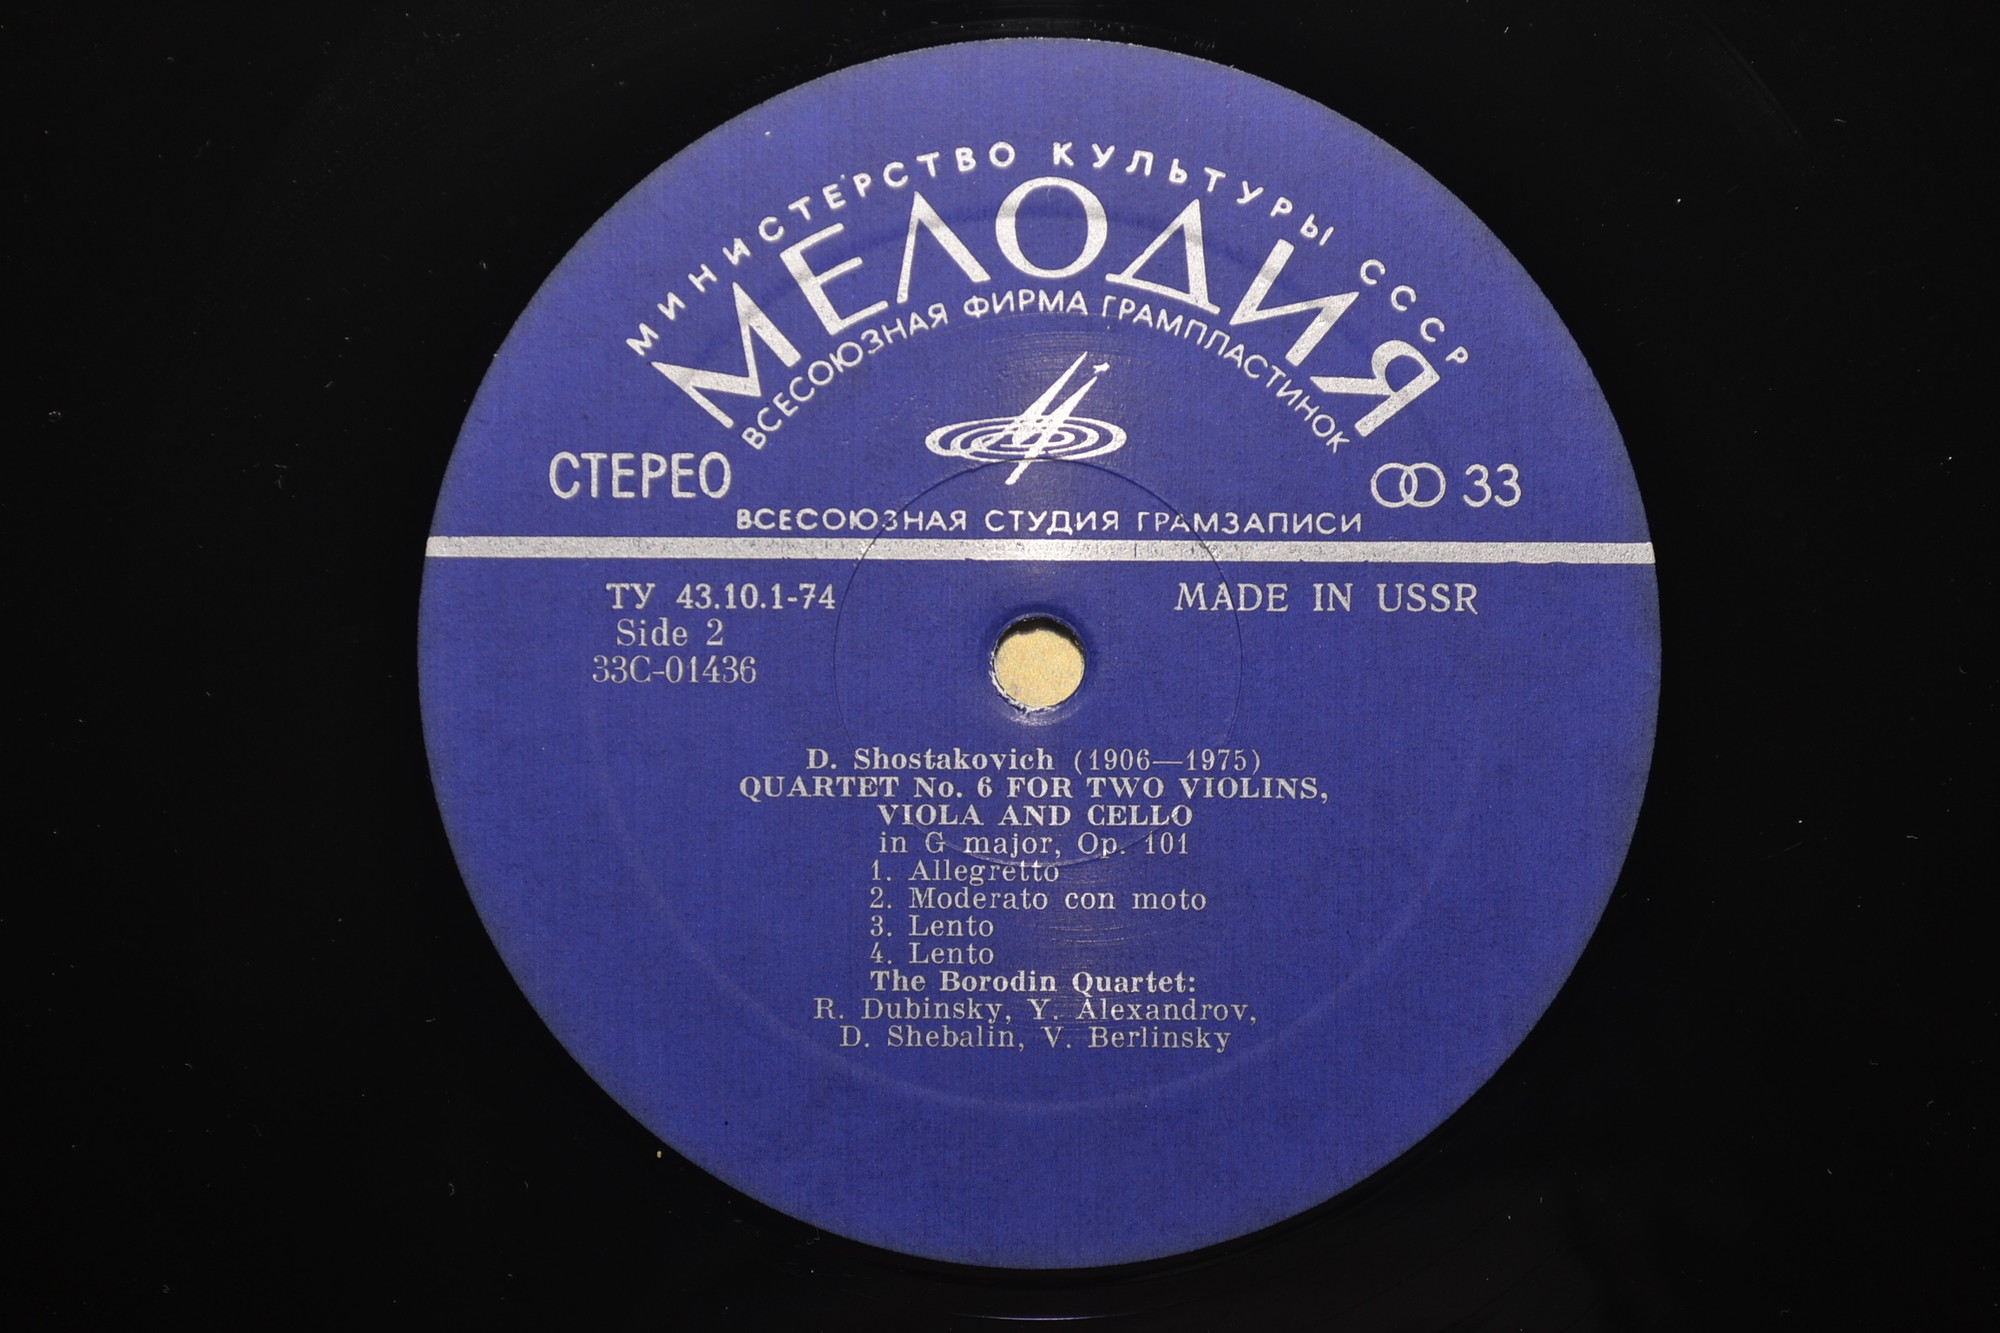 МИНИСТЕРСТВО КУЛЬТУРЫ СССР
МЕЛОДИЯ
ВСЕСОЮЗНАЯ ФИРМА ГРАМПЛАСТИНОК
СТЕРЕО
33
ВСЕСОЮЗНАЯ СТУДИЯ ГРАМЗАПИСИ
ТУ 43.10.1-74
MADE IN USSR
Side 2
33С-01436
D. Shostakovich (1906—1975)
QUARTET No. 6 FOR TWO VIOLINS,
VIOLA AND CELLO
in G major, Op. 101
1. Allegretto
2. Moderato con moto
3. Lento
4. Lento
The Borodin Quartet:
R. Dubinsky, Y. Alexandrov,
D. Shebalin, V. Berlinsky